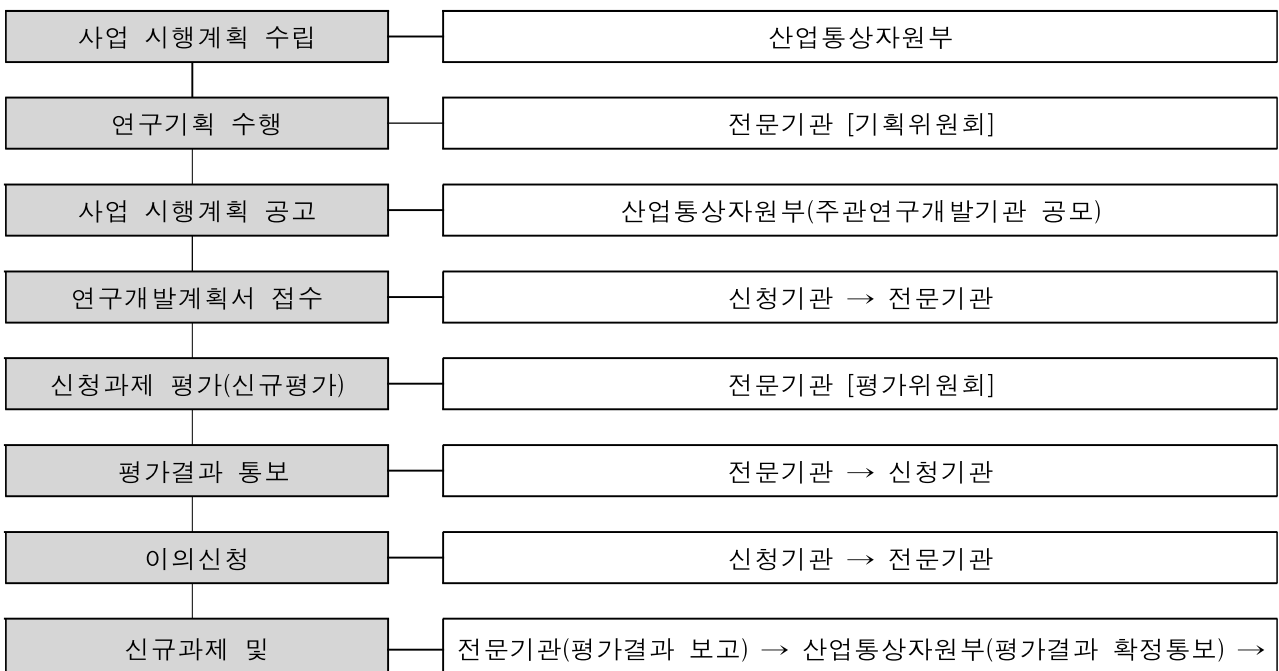 사업 시행계획 수립
산업통상자원부
연구기획 수행
전문기관 [기획위원회]
사업 시행계획 공고
산업통상자원부(주관연구개발기관 공모)
연구개발계획서 접수
신청기관 → 전문기관
신청과제 평가(신규평가)
전문기관 [평가위원회]
평가결과 통보
전문기관 → 신청기관
이의신청
신청기관 → 전문기관
신규과제 및
전문기관(평가결과 보고) → 산업통상자원부(평가결과 확정통보) →